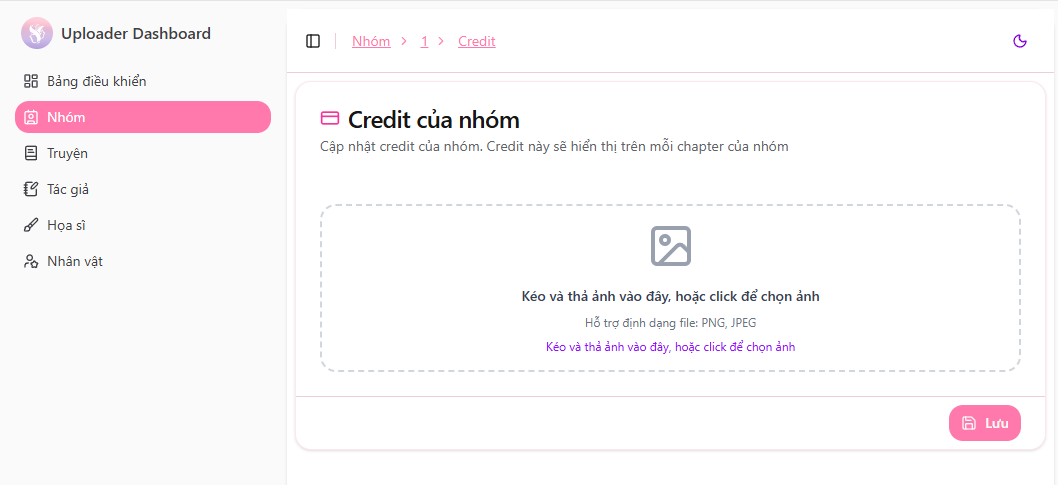 Uploader Dashboard
Bảng điều khiển
Nhóm
Truyện
Tác giả
Họa sĩ
Nhân vật
Nhóm > 1 > Credit
Credit của nhóm
Cập nhật credit của nhóm. Credit này sẽ hiển thị trên mỗi chapter của nhóm
Kéo và thả ảnh vào đây, hoặc click để chọn ảnh
Hỗ trợ định dạng file: PNG, JPEG
Kéo và thả ảnh vào đây, hoặc click để chọn ảnh
Lưu